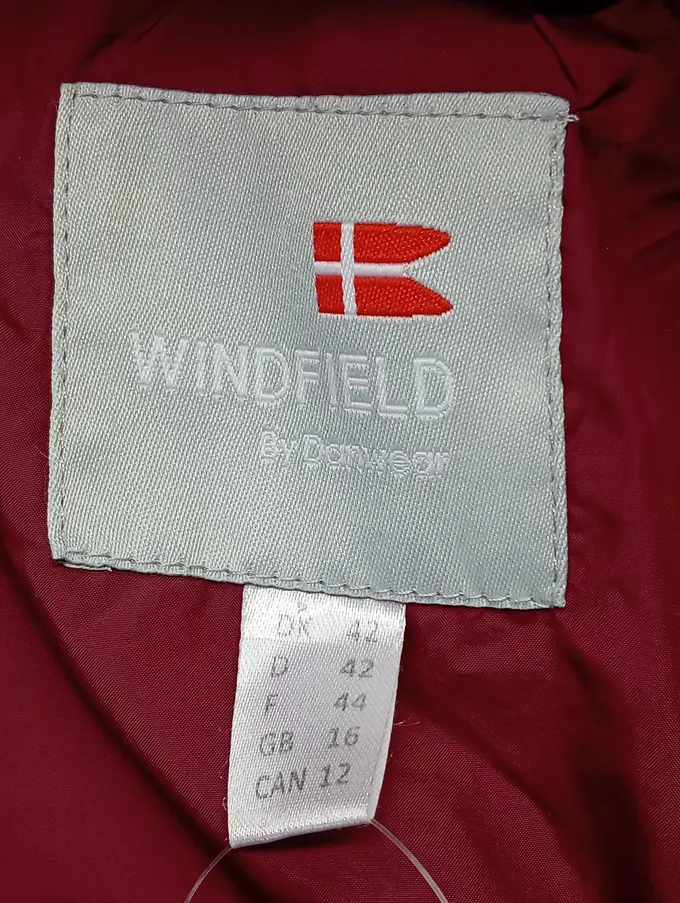 WINDFIELD
By Danwear
DK 42
D 42
F 44
GB 16
CAN 12